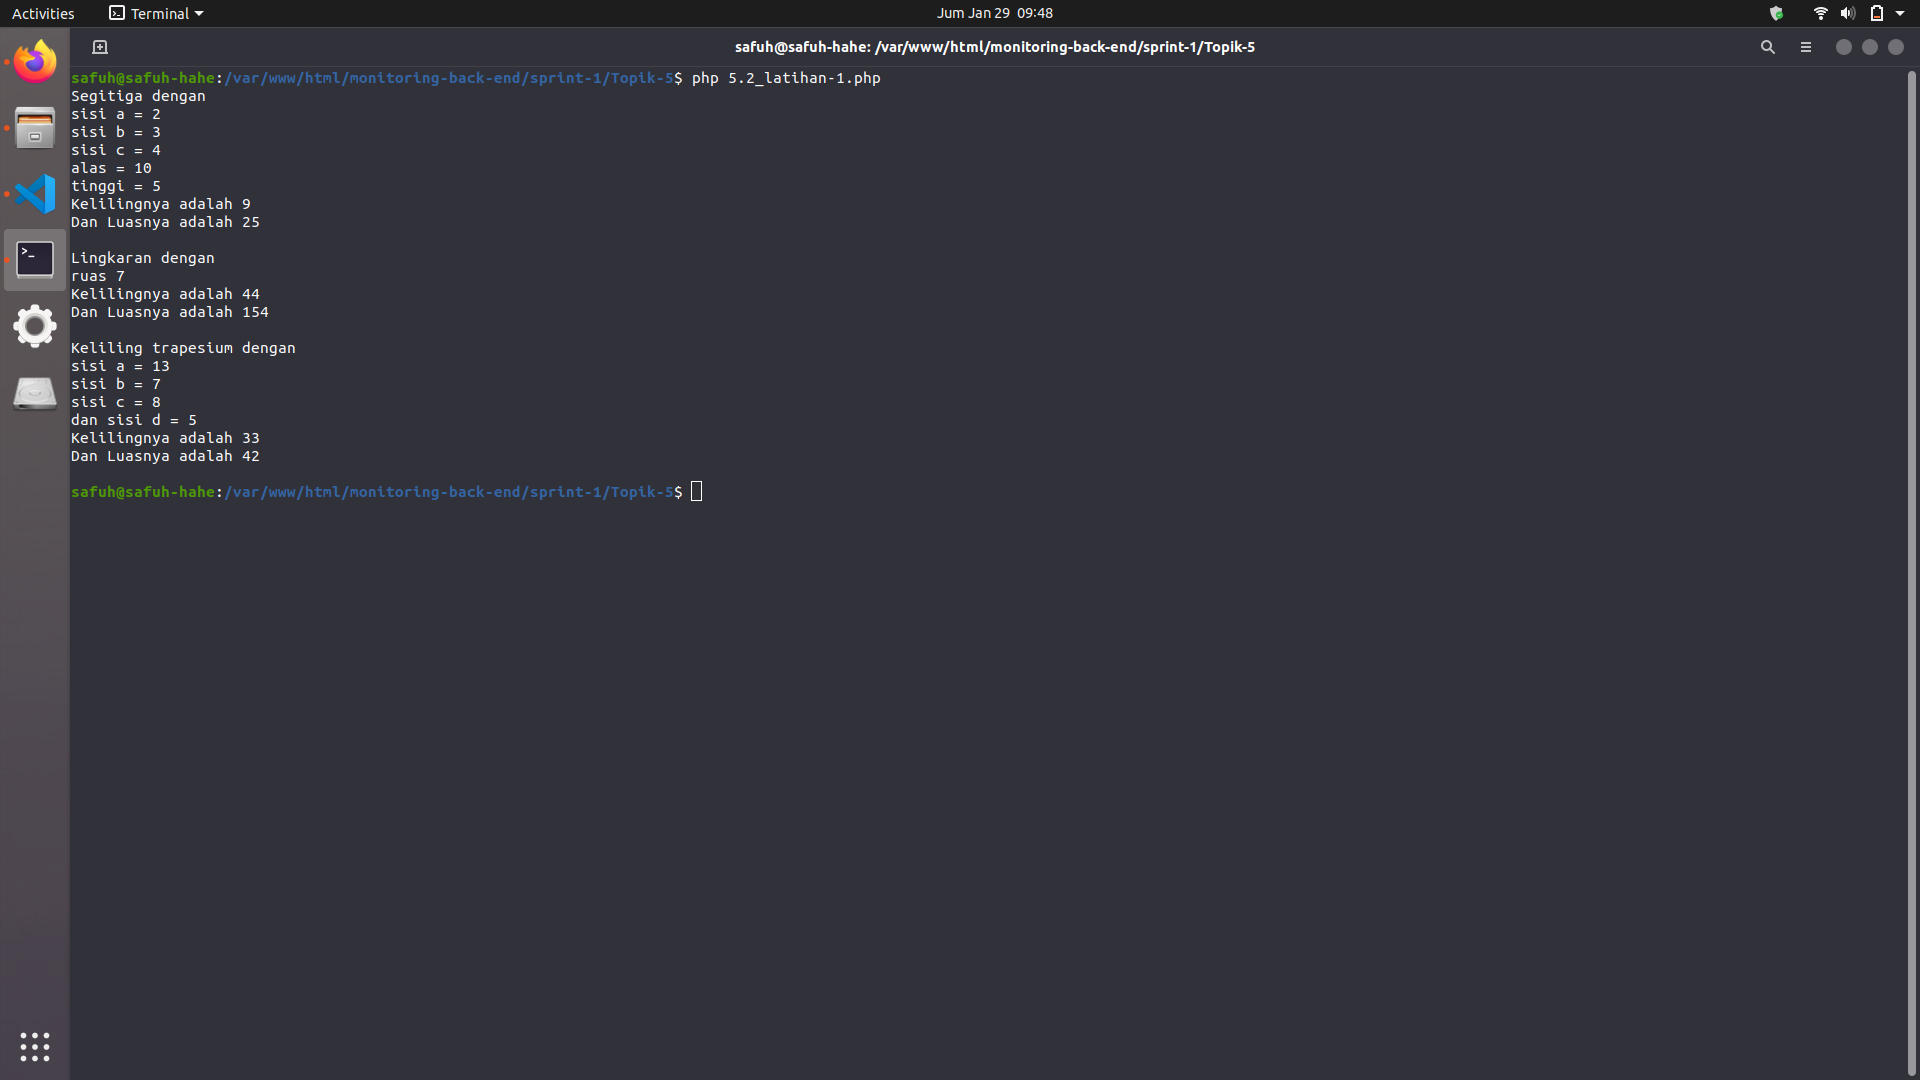 Activities Terminal Jum Jan 29 09:48
safuh@safuh-hahe: /var/www/html/monitoring-back-end/sprint-1/Topik-5
safuh@safuh-hahe:/var/www/html/monitoring-back-end/sprint-1/Topik-5$ php 5.2_latihan-1.php
Segitiga dengan
sisi a = 2
sisi b = 3
sisi c = 4
alas = 10
tinggi = 5
Kelilingnya adalah 9
Dan Luasnya adalah 25
Lingkaran dengan
ruas 7
Kelilingnya adalah 44
Dan Luasnya adalah 154
Keliling trapesium dengan
sisi a = 13
sisi b = 7
sisi c = 8
dan sisi d = 5
Kelilingnya adalah 33
Dan Luasnya adalah 42
safuh@safuh-hahe:/var/www/html/monitoring-back-end/sprint-1/Topik-5$